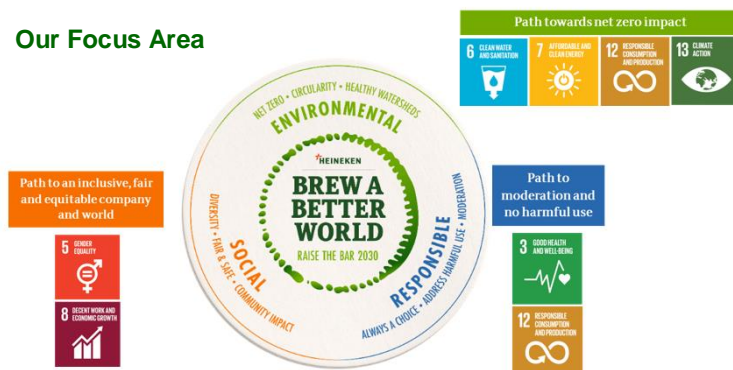 Our Focus Area
Path towards net zero impact
6 CLEAN WATER
AND SANITATION
7 AFFORDABLE AND
CLEAN ENERGY
12 RESPONSIBLE
CONSUMPTION
AND PRODUCTION
13 CLIMATE
ACTION
NET ZERO • CIRCULARITY • HEALTHY WATERSHEDS
ENVIRONMENTAL
HEINEKEN
BREW A
BETTER
WORLD
RAISE THE BAR 2030
Path to an inclusive, fair
and equitable company
and world
5 GENDER
EQUALITY
8 DECENT WORK AND
ECONOMIC GROWTH
SOCIAL
DIVERSITY • FAIR & SAFE • COMMUNITY IMPACT
RESPONSIBLE
ALWAYS A CHOICE • ADDRESS HARMFUL USE • MODERATION
Path to
moderation and
no harmful use
3 GOOD HEALTH
AND WELL-BEING
12 RESPONSIBLE
CONSUMPTION
AND PRODUCTION